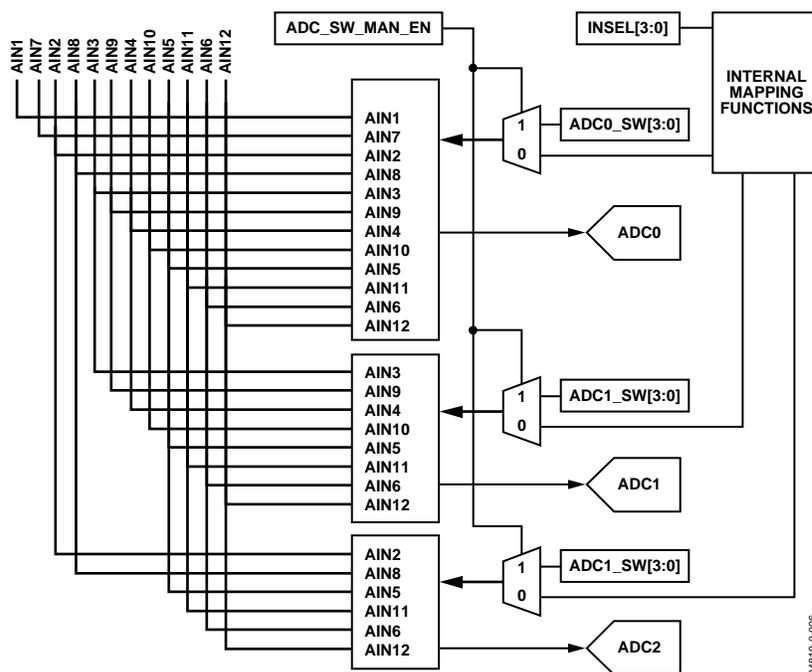 AIN1
AIN7
AIN2
AIN8
AIN3
AIN9
AIN4
AIN10
AIN5
AIN11
AIN6
AIN12
ADC_SW_MAN_EN
INSEL[3:0]
INTERNAL
MAPPING
FUNCTIONS
AIN1
AIN7
AIN2
AIN8
AIN3
AIN9
AIN4
AIN10
AIN5
AIN11
AIN6
AIN12
1
0
ADC0_SW[3:0]
ADC0
AIN3
AIN9
AIN4
AIN10
AIN5
AIN11
AIN6
AIN12
1
0
ADC1_SW[3:0]
ADC1
AIN2
AIN8
AIN5
AIN11
AIN6
AIN12
1
0
ADC1_SW[3:0]
ADC2